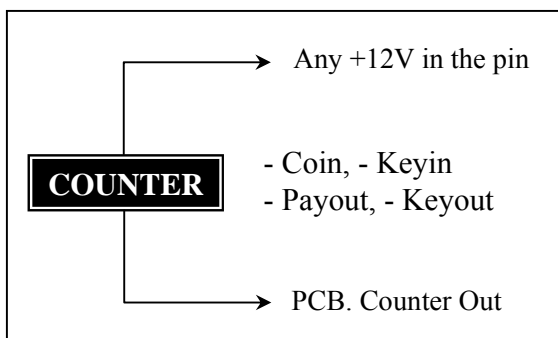 Any +12V in the pin
COUNTER
- Coin, - Keyin
- Payout, - Keyout
PCB. Counter Out